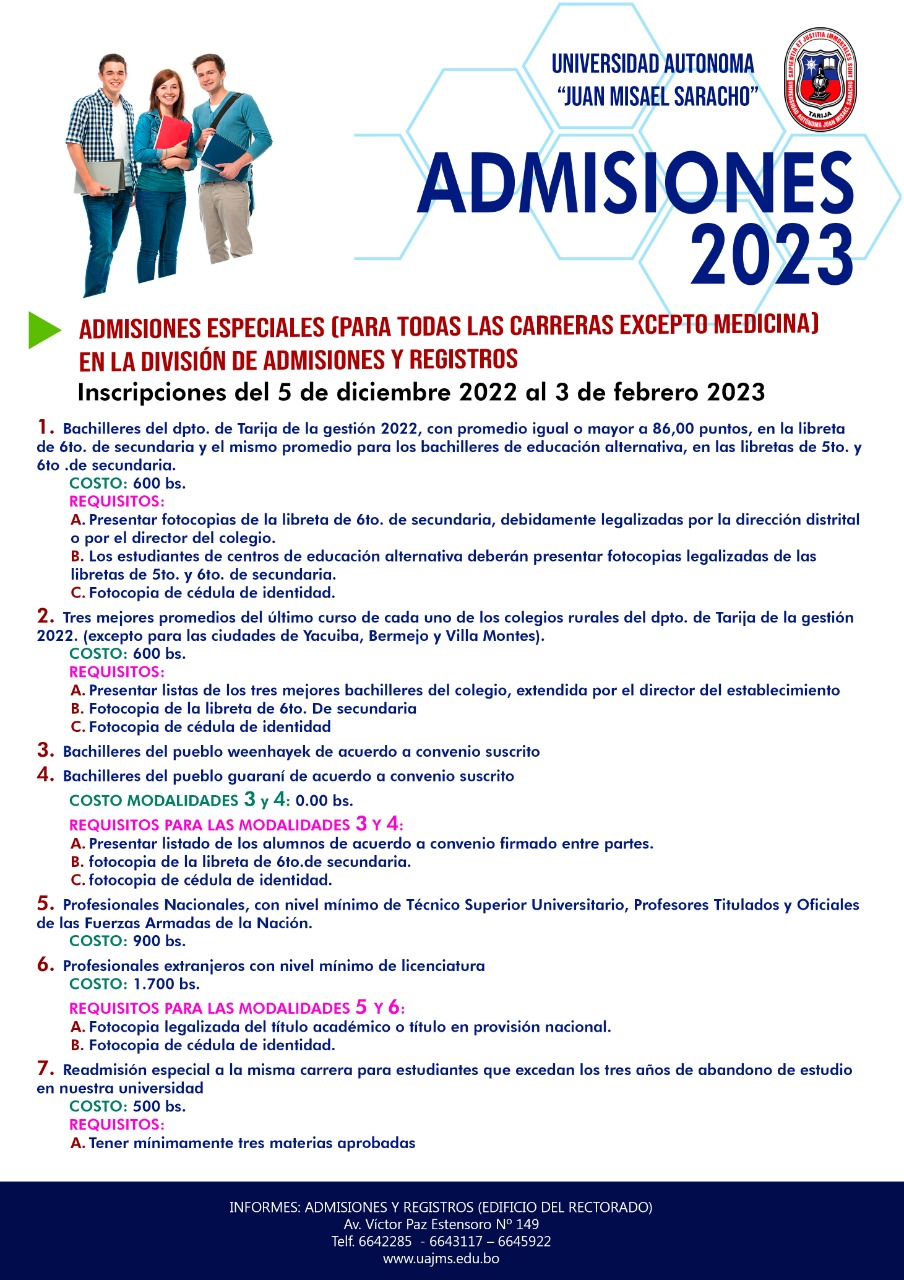 UNIVERSIDAD AUTONOMA
“JUAN MISAEL SARACHO”
SAPIENTIA ET JUSTITIA IMMORTALES SUNT
TARIJA
UNIVERSIDAD AUTONOMA JUAN MISAEL SARACHO
ADMISIONES
2023
ADMISIONES ESPECIALES (PARA TODAS LAS CARRERAS EXCEPTO MEDICINA)
EN LA DIVISIÓN DE ADMISIONES Y REGISTROS
Inscripciones del 5 de diciembre 2022 al 3 de febrero 2023
1. Bachilleres del dpto. de Tarija de la gestión 2022, con promedio igual o mayor a 86,00 puntos, en la libreta
de 6to. de secundaria y el mismo promedio para los bachilleres de educación alternativa, en las libretas de 5to. y
6to .de secundaria.
COSTO: 600 bs.
REQUISITOS:
A. Presentar fotocopias de la libreta de 6to. de secundaria, debidamente legalizadas por la dirección distrital
o por el director del colegio.
B. Los estudiantes de centros de educación alternativa deberán presentar fotocopias legalizadas de las
libretas de 5to. y 6to. de secundaria.
C. Fotocopia de cédula de identidad.
2. Tres mejores promedios del último curso de cada uno de los colegios rurales del dpto. de Tarija de la gestión
2022. (excepto para las ciudades de Yacuiba, Bermejo y Villa Montes).
COSTO: 600 bs.
REQUISITOS:
A. Presentar listas de los tres mejores bachilleres del colegio, extendida por el director del establecimiento
B. Fotocopia de la libreta de 6to. De secundaria
C. Fotocopia de cédula de identidad
3. Bachilleres del pueblo weenhayek de acuerdo a convenio suscrito
4. Bachilleres del pueblo guaraní de acuerdo a convenio suscrito
COSTO MODALIDADES 3 y 4: 0.00 bs.
REQUISITOS PARA LAS MODALIDADES 3 Y 4:
A. Presentar listado de los alumnos de acuerdo a convenio firmado entre partes.
B. fotocopia de la libreta de 6to.de secundaria.
C. fotocopia de cédula de identidad.
5. Profesionales Nacionales, con nivel mínimo de Técnico Superior Universitario, Profesores Titulados y Oficiales
de las Fuerzas Armadas de la Nación.
COSTO: 900 bs.
6. Profesionales extranjeros con nivel mínimo de licenciatura
COSTO: 1.700 bs.
REQUISITOS PARA LAS MODALIDADES 5 Y 6:
A. Fotocopia legalizada del título académico o título en provisión nacional.
B. Fotocopia de cédula de identidad.
7. Readmisión especial a la misma carrera para estudiantes que excedan los tres años de abandono de estudio
en nuestra universidad
COSTO: 500 bs.
REQUISITOS:
A. Tener mínimamente tres materias aprobadas
INFORMES: ADMISIONES Y REGISTROS (EDIFICIO DEL RECTORADO)
Av. Víctor Paz Estensoro Nº 149
Telf. 6642285 - 6643117 – 6645922
www.uajms.edu.bo